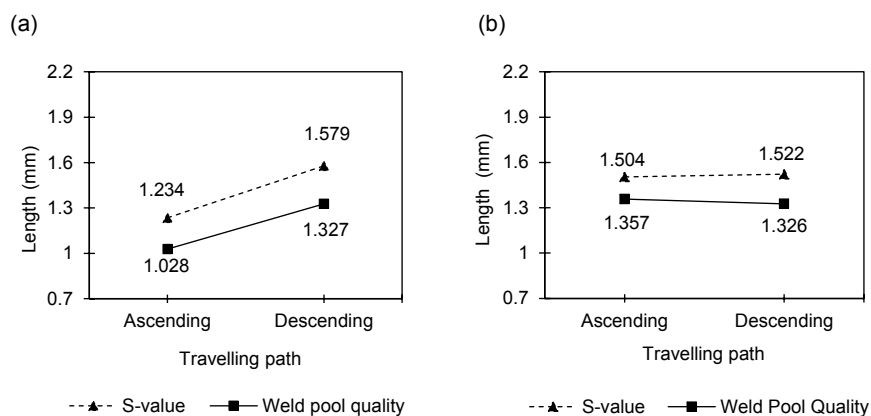 (a)
2.2
1.9
1.6
1.3
1
0.7
Length (mm)
1.234
1.579
1.028
1.327
Ascending Descending
Travelling path
S-value Weld pool quality
(b)
2.2
1.9
1.6
1.3
1
0.7
Length (mm)
1.504
1.522
1.357
1.326
Ascending Descending
Travelling path
S-value Weld Pool Quality